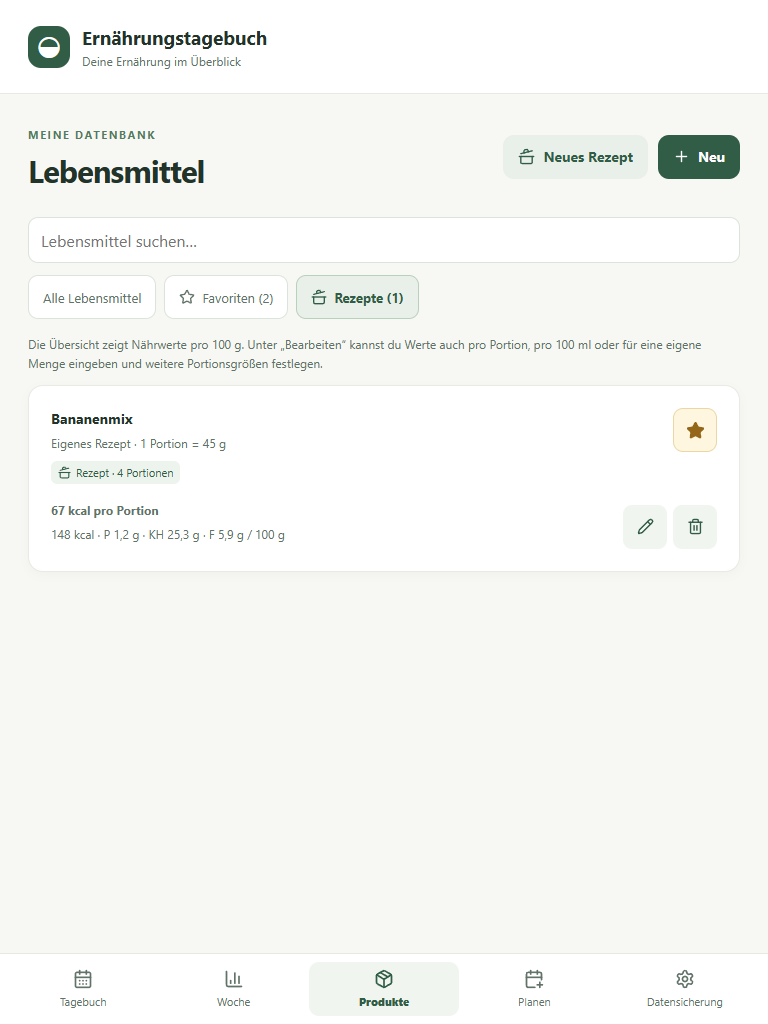 Ernährungstagebuch
Deine Ernährung im Überblick
MEINE DATENBANK
Lebensmittel
Neues Rezept
Neu
Lebensmittel suchen...
Alle Lebensmittel
Favoriten (2)
Rezepte (1)
Die Übersicht zeigt Nährwerte pro 100 g. Unter „Bearbeiten“ kannst du Werte auch pro Portion, pro 100 ml oder für eine eigene
Menge eingeben und weitere Portionsgrößen festlegen.
Bananenmix
Eigenes Rezept · 1 Portion = 45 g
Rezept · 4 Portionen
67 kcal pro Portion
148 kcal · P 1,2 g · KH 25,3 g · F 5,9 g / 100 g
Tagebuch
Woche
Produkte
Planen
Datensicherung